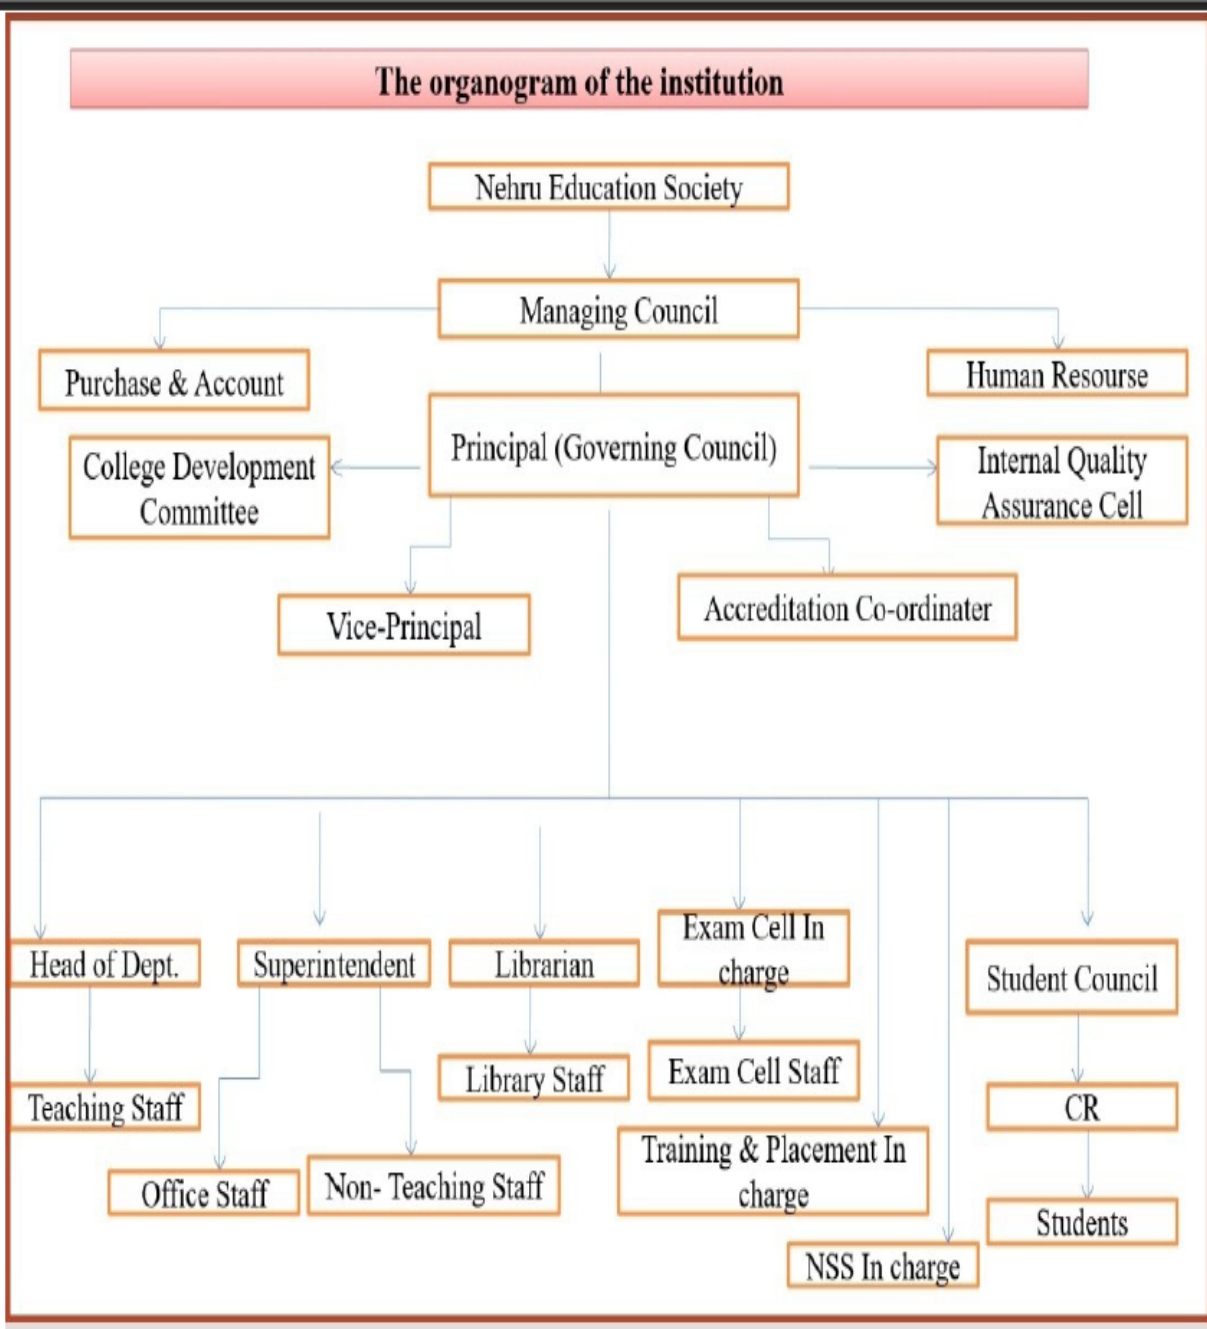 The organogram of the institution
Nehru Education Society
Managing Council
Purchase & Account
Human Resourse
Principal (Governing Council)
College Development
Committee
Internal Quality
Assurance Cell
Vice-Principal
Accreditation Co-ordinater
Head of Dept.
Superintendent
Librarian
Exam Cell In
charge
Student Council
Teaching Staff
Library Staff
Exam Cell Staff
CR
Office Staff
Non- Teaching Staff
Training & Placement In
charge
Students
NSS In charge